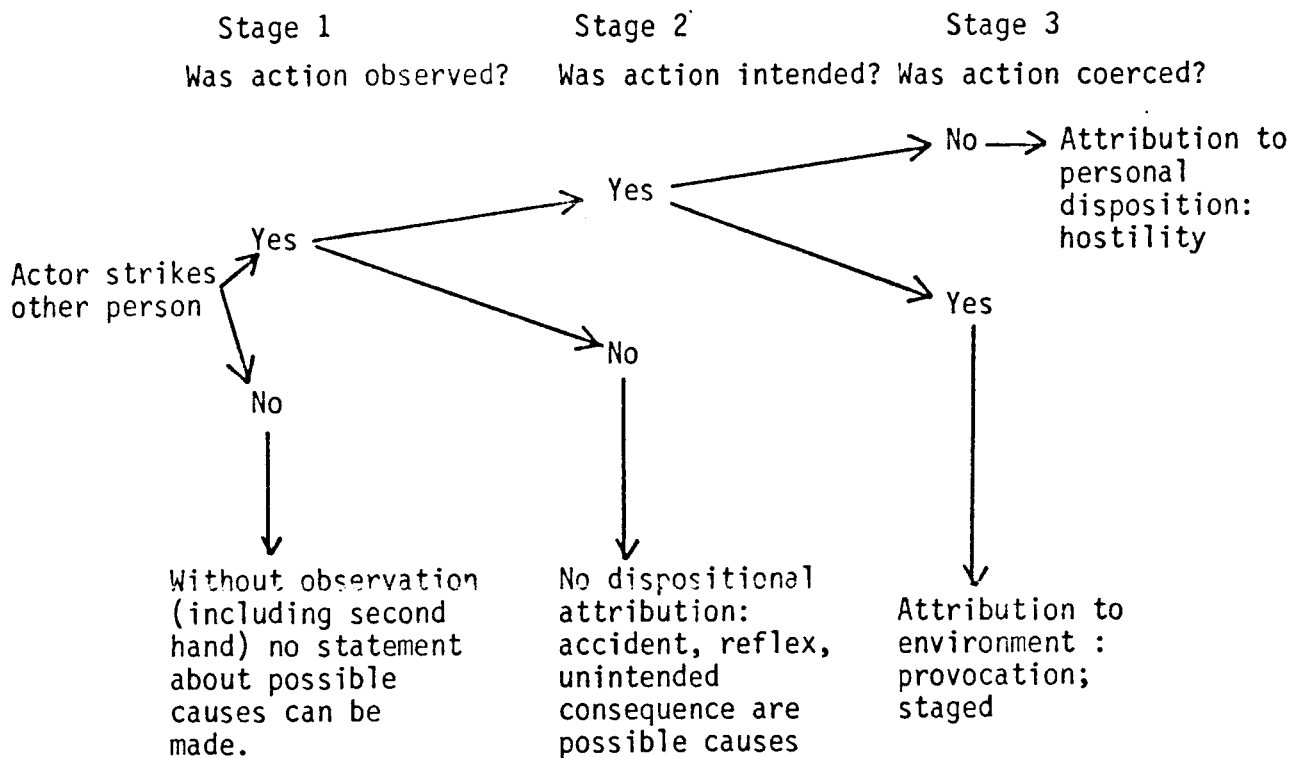 Stage 1 Stage 2 Stage 3
Was action observed? Was action intended? Was action coerced?
No Attribution to
personal
disposition:
hostility
Yes
Yes
Actor strikes
other person
Yes
No
No
Without observation
(including second
hand) no statement
about possible
causes can be
made.
No dispositional
attribution:
accident, reflex,
unintended
consequence are
possible causes
Attribution to
environment :
provocation;
staged